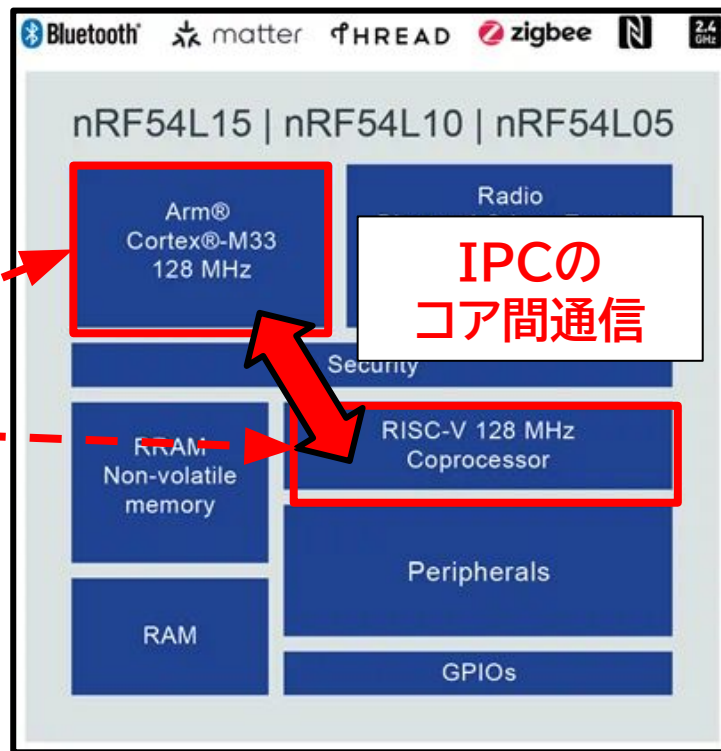 Bluetooth® matter THREAD zigbee N 2.4 GHz
nRF54L15 | nRF54L10 | nRF54L05
Arm®
Cortex®-M33
128 MHz
Radio
IPCの
コア間通信
Security
RRAM
Non-volatile
memory
RISC-V 128 MHz
Coprocessor
Peripherals
RAM
GPIOs